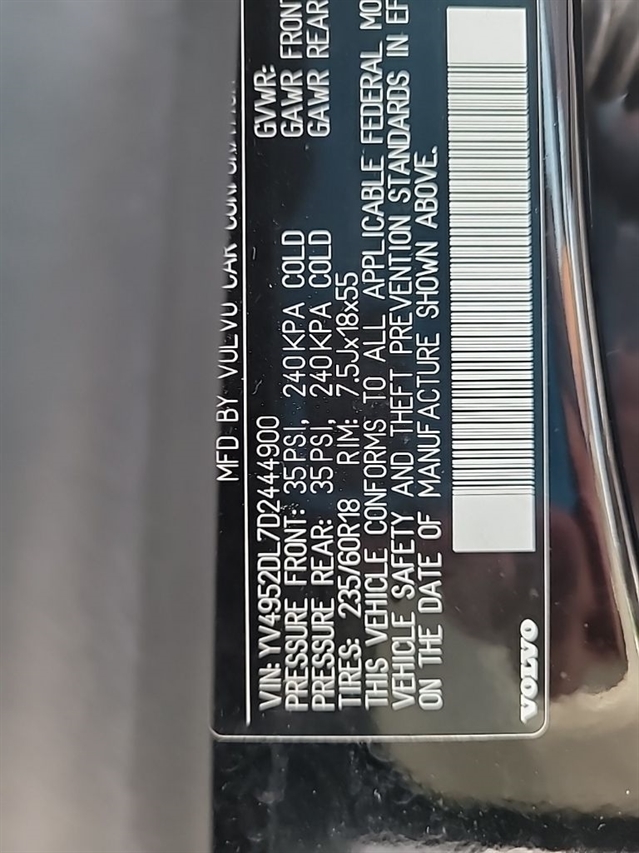 MFD BY VOLVO CAR CORPORATION
VIN: YV4952DL7D2444900 GVWR:
PRESSURE FRONT: 35PSI, 240KPA COLD GAWR FRONT
PRESSURE REAR: 35PSI, 240KPA COLD GAWR REAR
TIRES: 235/60R18 RIM: 7.5Jx18x55
THIS VEHICLE CONFORMS TO ALL APPLICABLE FEDERAL MO
VEHICLE SAFETY AND THEFT PREVENTION STANDARDS IN EF
ON THE DATE OF MANUFACTURE SHOWN ABOVE.
VOLVO